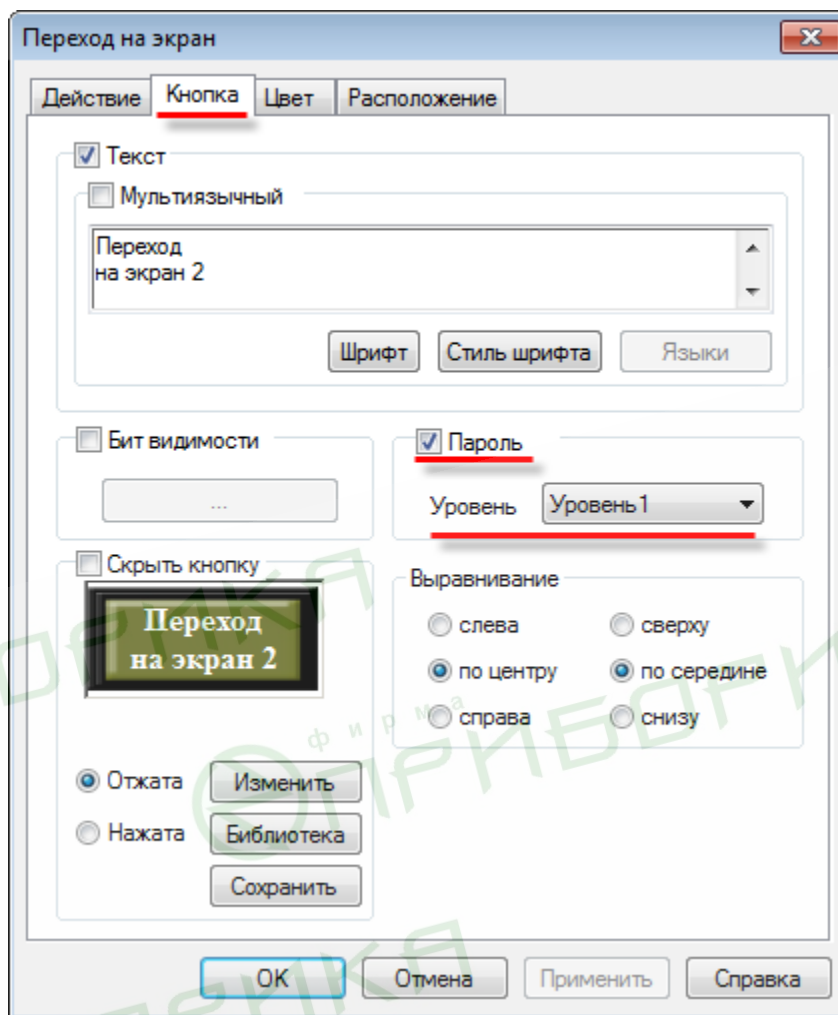 Переход на экран
Действие Кнопка Цвет Расположение
Текст
Мультиязычный
Переход
на экран 2
Шрифт Стиль шрифта Языки
Бит видимости Пароль
... Уровень Уровень1
Скрыть кнопку Выравнивание
Переход
на экран 2
слева сверху
по центру по середине
справа снизу
Отжата Изменить
Нажата Библиотека
Сохранить
OK Отмена Применить Справка
фирма
ПРИБОРИКА